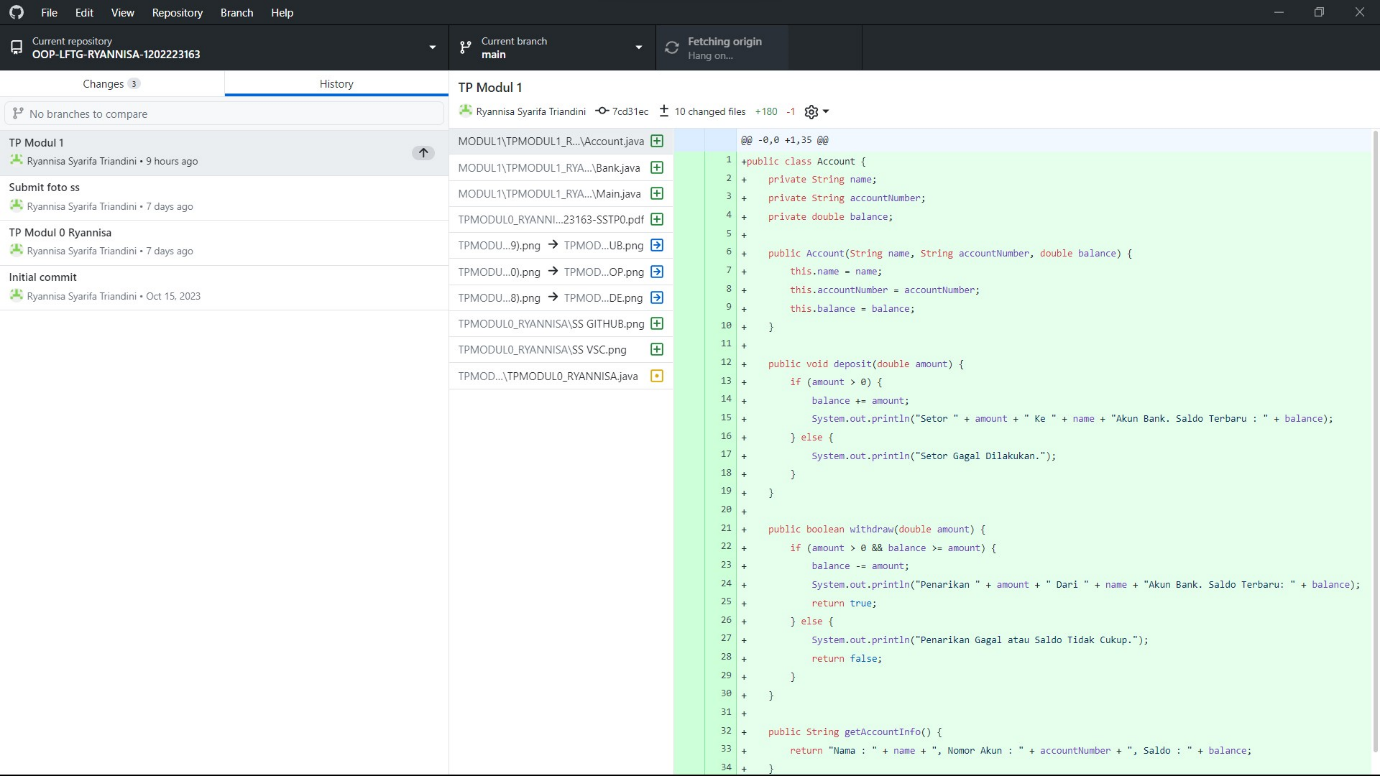 File Edit View Repository Branch Help
Current repository
OOP-LFTG-RYANNISA-1202223163
Current branch
main
Fetching origin
Hang on...
Changes 3
History
No branches to compare
TP Modul 1
Ryannisa Syarifa Triandini • 9 hours ago
Submit foto ss
Ryannisa Syarifa Triandini • 7 days ago
TP Modul 0 Ryannisa
Ryannisa Syarifa Triandini • 7 days ago
Initial commit
Ryannisa Syarifa Triandini • Oct 15, 2023
TP Modul 1
Ryannisa Syarifa Triandini 7cd31ec 10 changed files +180 -1
MODUL1\TPMODUL1_R...\Account.java
MODUL1\TPMODUL1_RYA...\Bank.java
MODUL1\TPMODUL1_RYA...\Main.java
TPMODUL0_RYANNI...23163-SSTP0.pdf
TPMODU...9).png → TPMOD...UB.png
TPMODU...0).png → TPMOD...OP.png
TPMODU...8).png → TPMOD...DE.png
TPMODUL0_RYANNISA\SS GITHUB.png
TPMODUL0_RYANNISA\SS VSC.png
TPMOD...\TPMODUL0_RYANNISA.java
@@ -0,0 +1,35 @@
1 +public class Account {
2 +    private String name;
3 +    private String accountNumber;
4 +    private double balance;
5 +
6 +    public Account(String name, String accountNumber, double balance) {
7 +        this.name = name;
8 +        this.accountNumber = accountNumber;
9 +        this.balance = balance;
10 +    }
11 +
12 +    public void deposit(double amount) {
13 +        if (amount > 0) {
14 +            balance += amount;
15 +            System.out.println("Setor " + amount + " Ke " + name + "Akun Bank. Saldo Terbaru : " + balance);
16 +        } else {
17 +            System.out.println("Setor Gagal Dilakukan.");
18 +        }
19 +    }
20 +
21 +    public boolean withdraw(double amount) {
22 +        if (amount > 0 && balance >= amount) {
23 +            balance -= amount;
24 +            System.out.println("Penarikan " + amount + " Dari " + name + "Akun Bank. Saldo Terbaru: " + balance);
25 +            return true;
26 +        } else {
27 +            System.out.println("Penarikan Gagal atau Saldo Tidak Cukup.");
28 +            return false;
29 +        }
30 +    }
31 +
32 +    public String getAccountInfo() {
33 +        return "Nama : " + name + ", Nomor Akun : " + accountNumber + ", Saldo : " + balance;
34 +    }